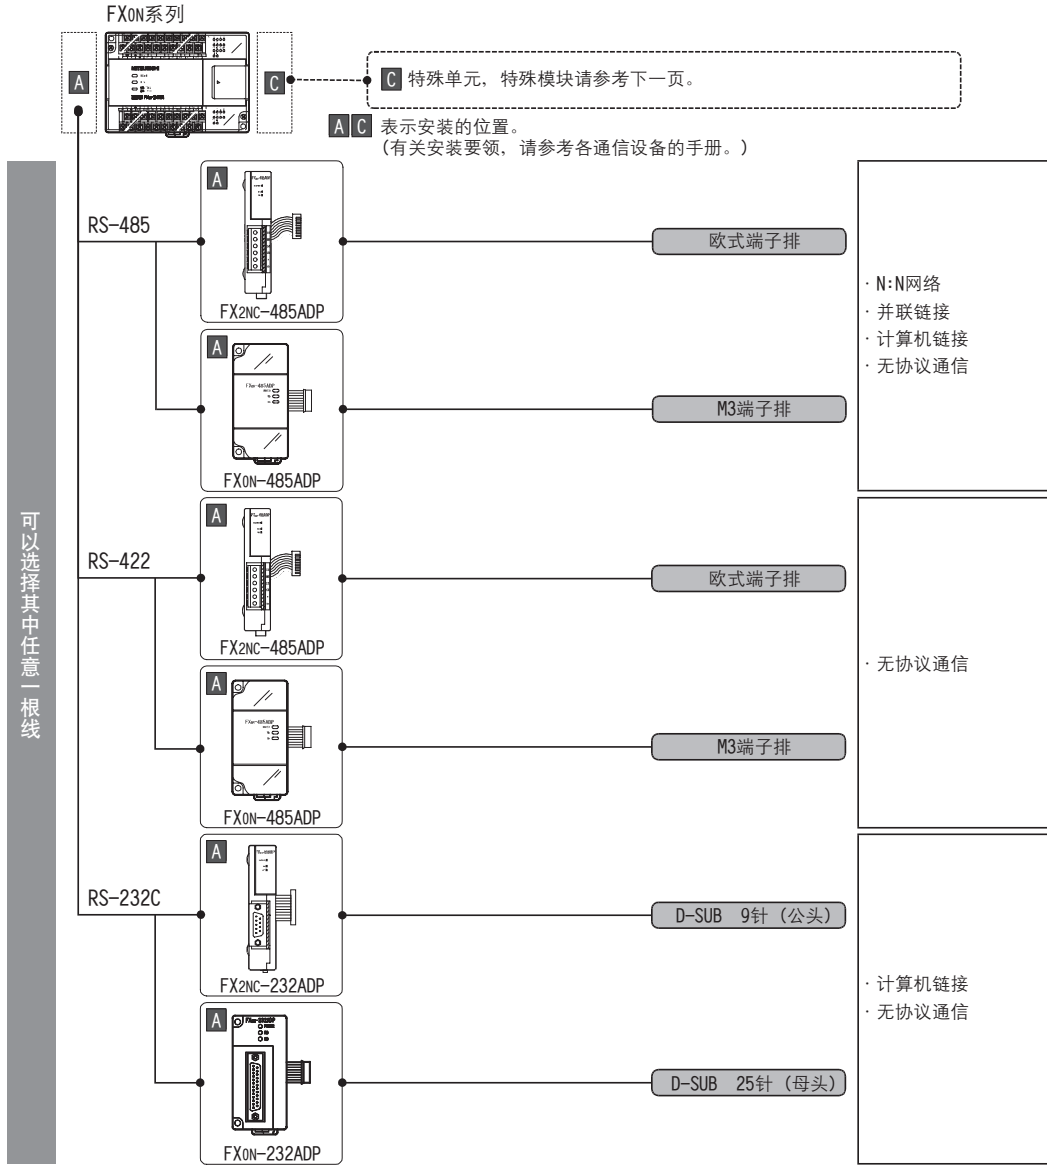 FX0N系列
A
C
C 特殊单元，特殊模块请参考下一页。
A C 表示安装的位置。
(有关安装要领，请参考各通信设备的手册。)
可以选择其中任意一根线
RS-485
A
FX2NC-485ADP
欧式端子排
A
FX0N-485ADP
FX0N-485ADP
M3端子排
· N:N网络
· 并联链接
· 计算机链接
· 无协议通信
RS-422
A
FX2NC-485ADP
欧式端子排
A
FX0N-485ADP
FX0N-485ADP
M3端子排
· 无协议通信
RS-232C
A
FX2NC-232ADP
D-SUB 9针（公头）
A
FX0N-232ADP
FX0N-232ADP
D-SUB 25针（母头）
· 计算机链接
· 无协议通信